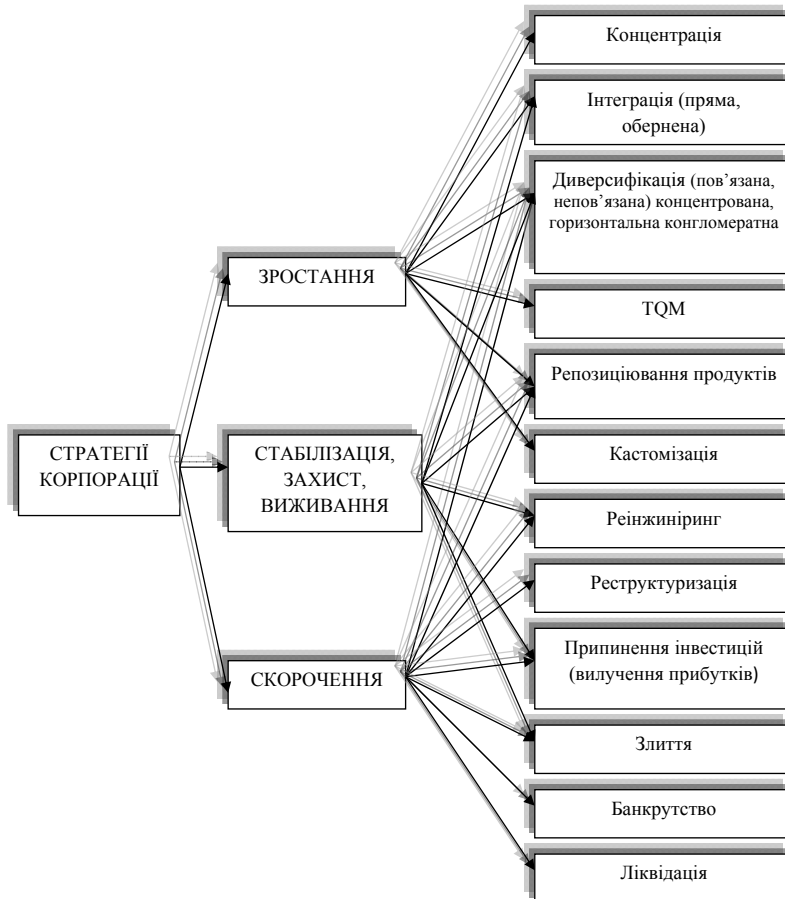 СТРАТЕГІЇ
КОРПОРАЦІЇ
ЗРОСТАННЯ
СТАБІЛІЗАЦІЯ,
ЗАХИСТ,
ВИЖИВАННЯ
СКОРОЧЕННЯ
Концентрація
Інтеграція (пряма,
обернена)
Диверсифікація (пов’язана,
непов’язана) концентрована,
горизонтальна конгломератна
TQM
Репозиціювання продуктів
Кастомізація
Реінжиніринг
Реструктуризація
Припинення інвестицій
(вилучення прибутків)
Злиття
Банкрутство
Ліквідація